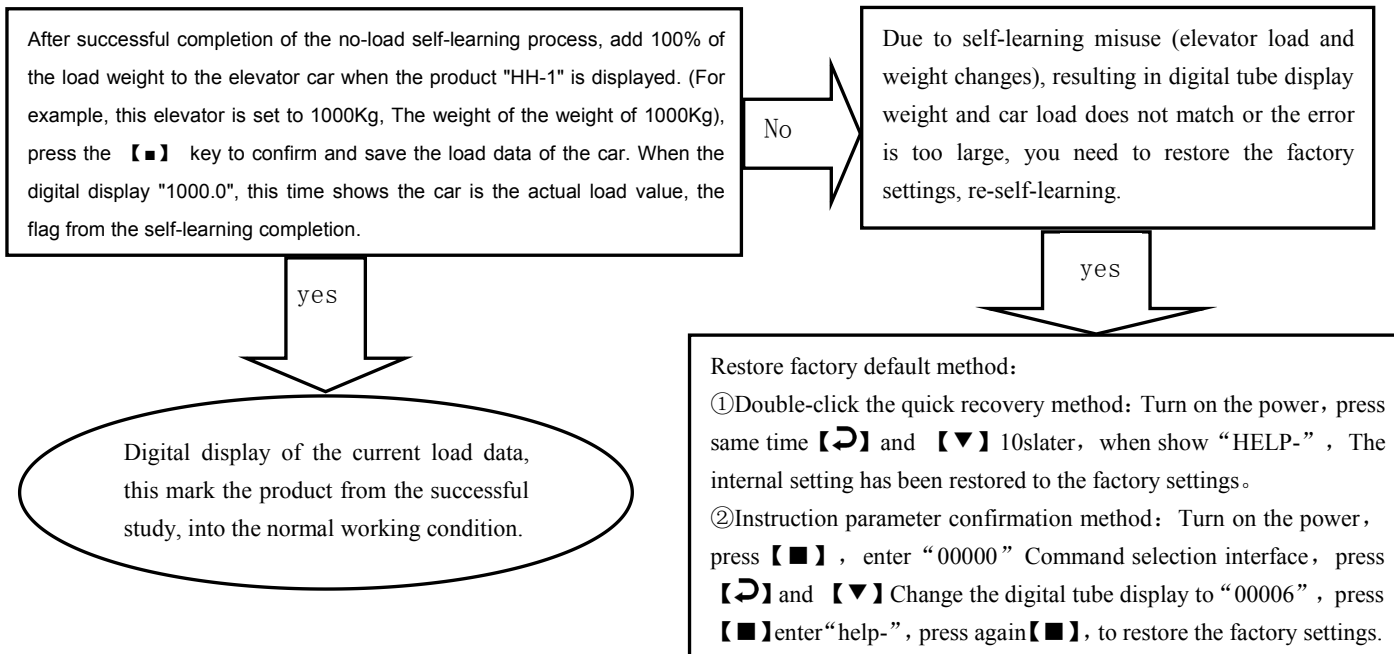 After successful completion of the no-load self-learning process, add 100% of
the load weight to the elevator car when the product "HH-1" is displayed. (For
example, this elevator is set to 1000Kg, The weight of the weight of 1000Kg),
press the 【■】 key to confirm and save the load data of the car. When the
digital display "1000.0", this time shows the car is the actual load value, the
flag from the self-learning completion.
No
Due to self-learning misuse (elevator load and
weight changes), resulting in digital tube display
weight and car load does not match or the error
is too large, you need to restore the factory
settings, re-self-learning.
yes
yes
Digital display of the current load data,
this mark the product from the successful
study, into the normal working condition.
Restore factory default method：
①Double-click the quick recovery method：Turn on the power，press
same time【⮌】and 【▼】10slater，when show“HELP-”，The
internal setting has been restored to the factory settings。
②Instruction parameter confirmation method：Turn on the power，
press【■】，enter“00000”Command selection interface，press
【⮌】and 【▼】Change the digital tube display to“00006”，press
【■】enter“help-”，press again【■】，to restore the factory settings.